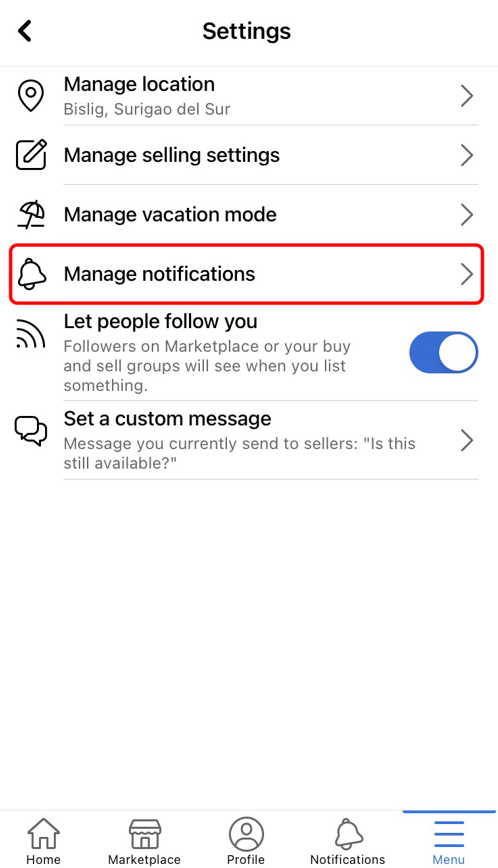 Settings
Manage location
Bislig, Surigao del Sur
Manage selling settings
Manage vacation mode
Manage notifications
Let people follow you
Followers on Marketplace or your buy
and sell groups will see when you list
something.
Set a custom message
Message you currently send to sellers: "Is this
still available?"
Home
Marketplace
Profile
Notifications
Menu